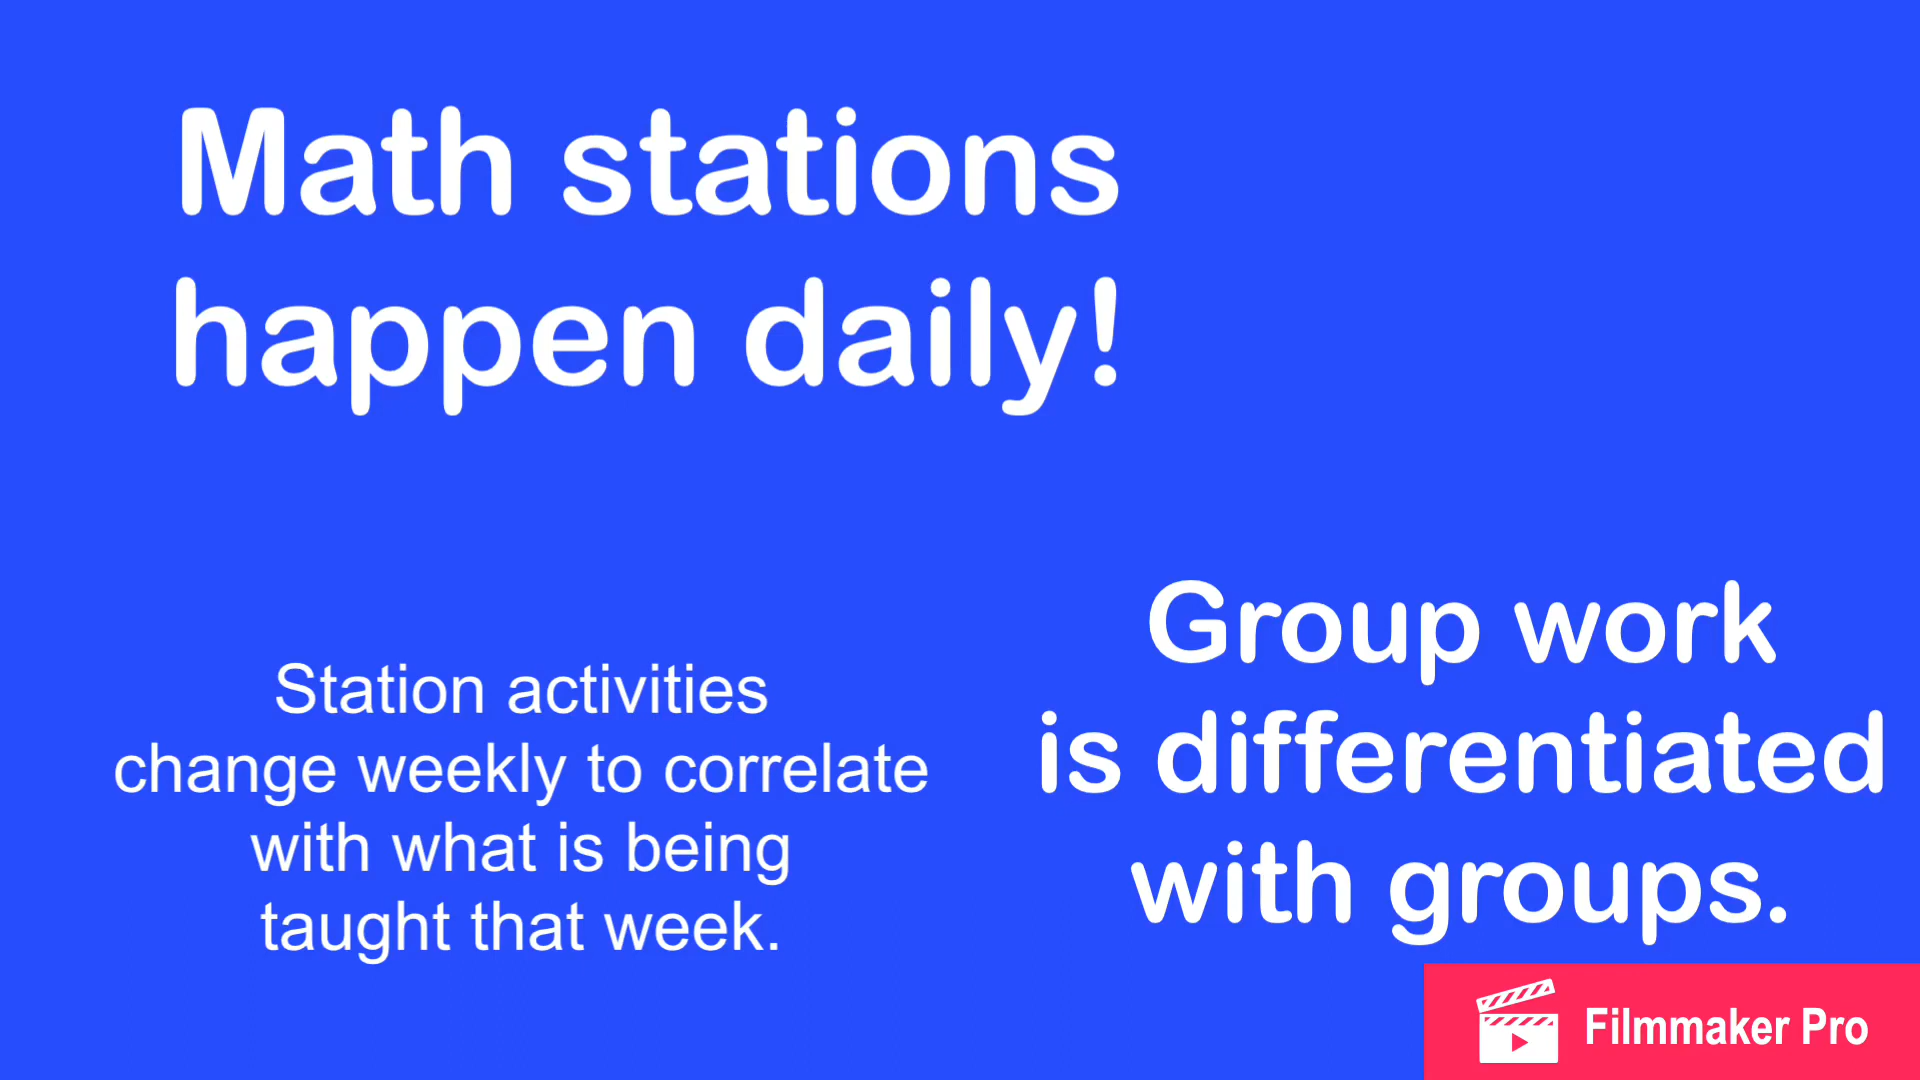 Math stations
happen daily!
Station activities
change weekly to correlate
with what is being
taught that week.
Group work
is differentiated
with groups.
Filmmaker Pro